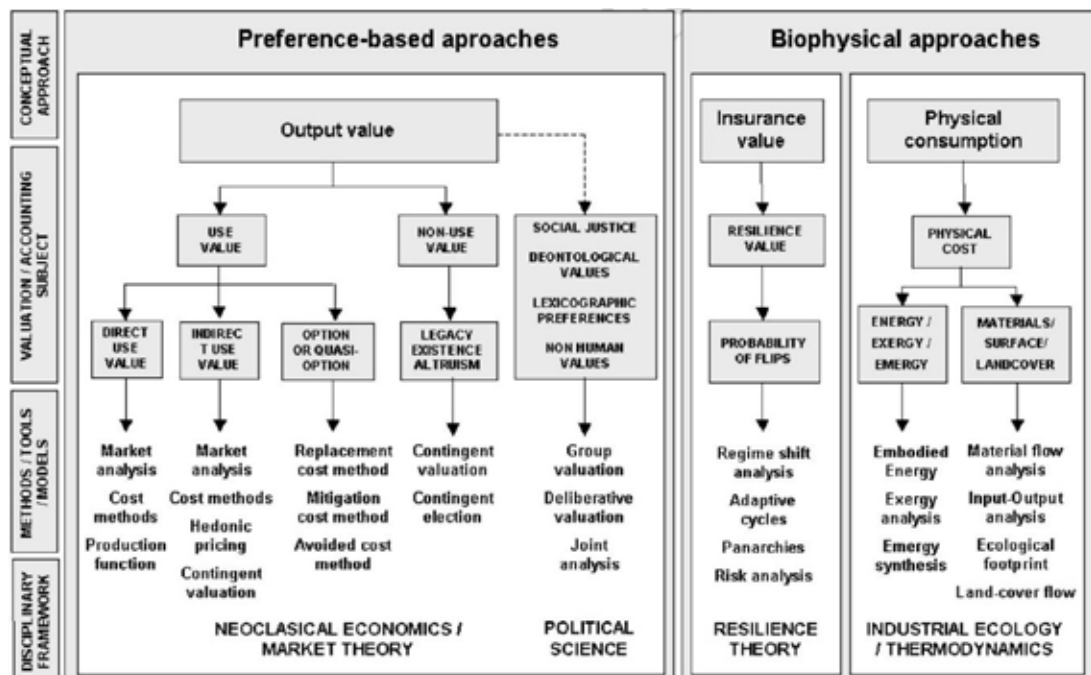 Preference-based aproaches
Biophysical approaches
CONCEPTUAL
APPROACH
Output value
Insurance
value
Physical
consumption
VALUATION / ACCOUNTING
SUBJECT
USE
VALUE
NON-USE
VALUE
SOCIAL JUSTICE
DEONTOLOGICAL
VALUES
LEXICOGRAPHIC
PREFERENCES
NON HUMAN
VALUES
RESILIENCE
VALUE
PHYSICAL
COST
DIRECT
USE
VALUE
INDIREC
T USE
VALUE
OPTION
OR QUASI-
OPTION
LEGACY
EXISTENCE
ALTRUISM
PROBABILITY
OF FLIPS
ENERGY /
EXERGY /
EMERGY
MATERIALS/
SURFACE/
LANDCOVER
METHODS / TOOLS
/ MODELS
Market
analysis
Cost
methods
Production
function
Market
analysis
Cost methods
Hedonic
pricing
Contingent
valuation
Replacement
cost method
Mitigation
cost method
Avoided cost
method
Contingent
valuation
Contingent
election
Group
valuation
Deliberative
valuation
Joint
analysis
Regime shift
analysis
Adaptive
cycles
Panarchies
Risk analysis
Embodied
Energy
Exergy
analysis
Emergy
synthesis
Material flow
analysis
Input-Output
analysis
Ecological
footprint
Land-cover flow
DISCIPLINARY
FRAMEWORK
NEOCLASICAL ECONOMICS /
MARKET THEORY
POLITICAL
SCIENCE
RESILIENCE
THEORY
INDUSTRIAL ECOLOGY
/ THERMODYNAMICS